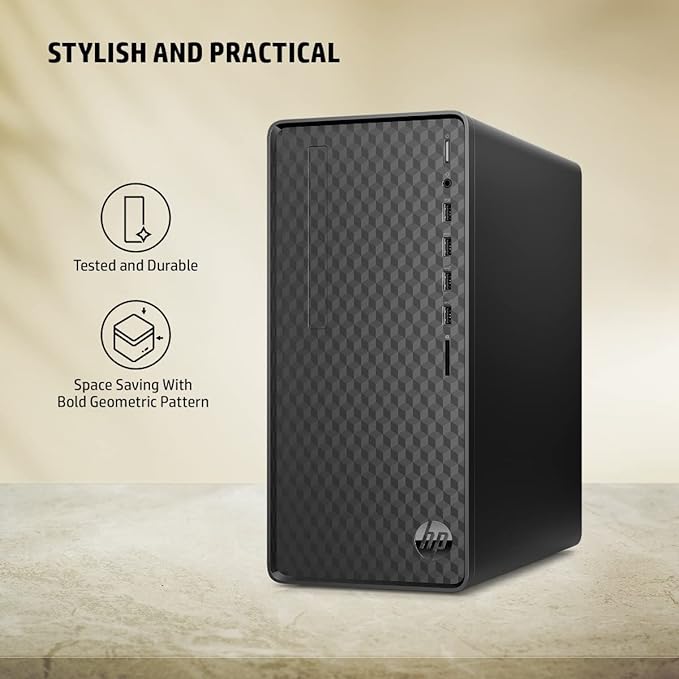 STYLISH AND PRACTICAL
Tested and Durable
Space Saving With
Bold Geometric Pattern
hp